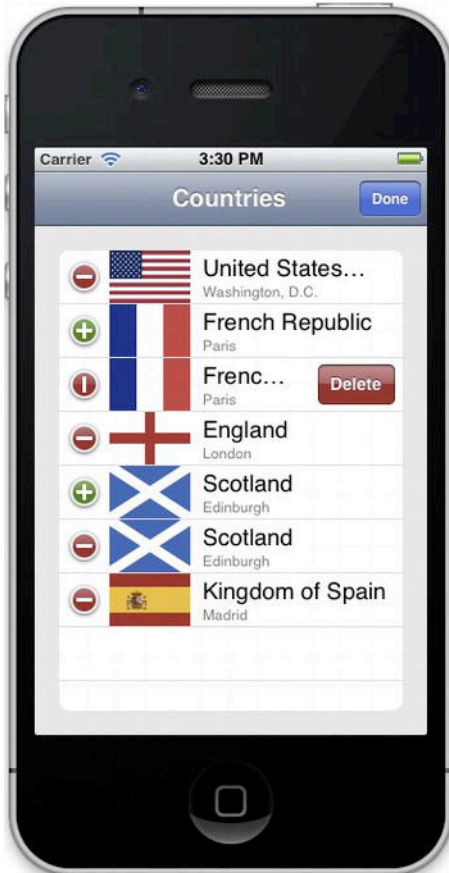 Carrier 3:30 PM
Countries Done
United States...
Washington, D.C.
French Republic
Paris
Frenc... Delete
Paris
England
London
Scotland
Edinburgh
Scotland
Edinburgh
Kingdom of Spain
Madrid